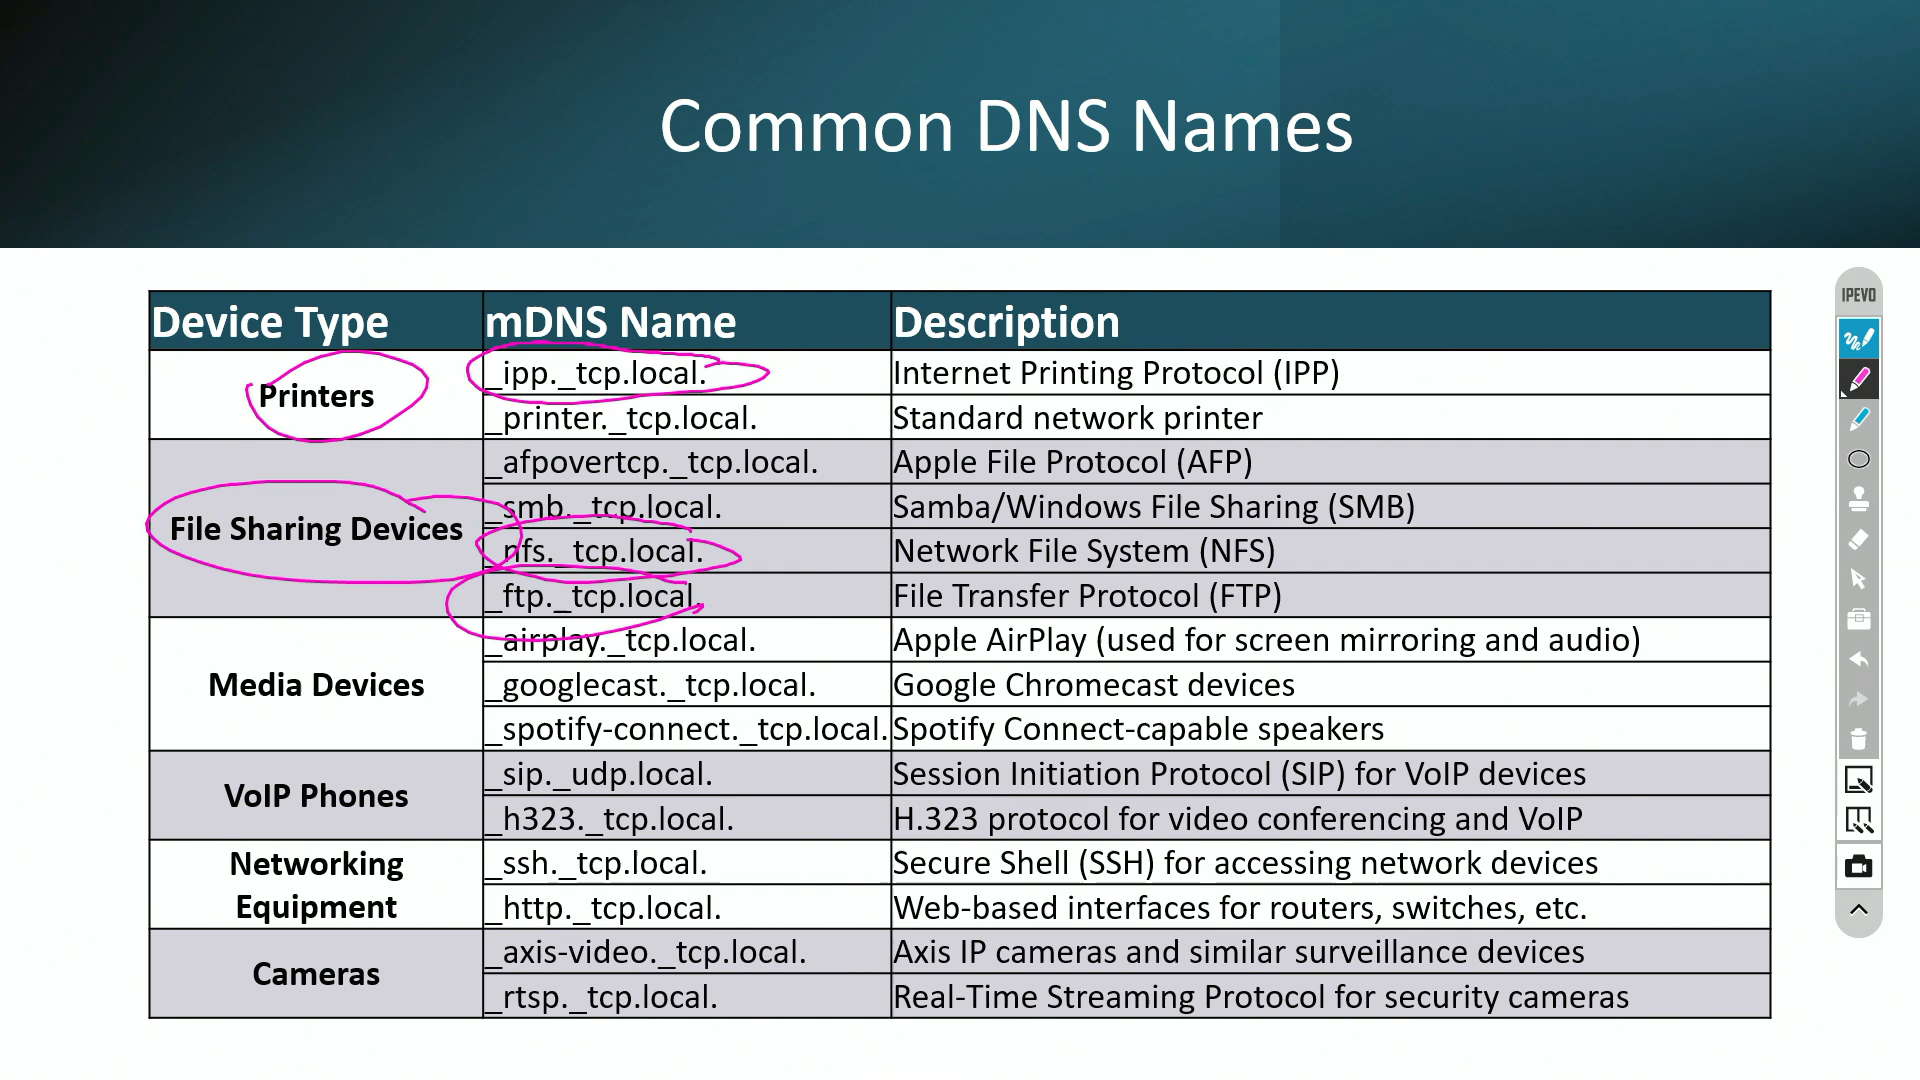 Common DNS Names
Device Type mDNS Name Description
Printers
_ipp._tcp.local. Internet Printing Protocol (IPP)
_printer._tcp.local. Standard network printer
File Sharing Devices
_afpovertcp._tcp.local. Apple File Protocol (AFP)
_smb._tcp.local. Samba/Windows File Sharing (SMB)
_nfs._tcp.local. Network File System (NFS)
_ftp._tcp.local. File Transfer Protocol (FTP)
Media Devices
_airplay._tcp.local. Apple AirPlay (used for screen mirroring and audio)
_googlecast._tcp.local. Google Chromecast devices
_spotify-connect._tcp.local. Spotify Connect-capable speakers
VoIP Phones
_sip._udp.local. Session Initiation Protocol (SIP) for VoIP devices
_h323._tcp.local. H.323 protocol for video conferencing and VoIP
Networking
Equipment
_ssh._tcp.local. Secure Shell (SSH) for accessing network devices
_http._tcp.local. Web-based interfaces for routers, switches, etc.
Cameras
_axis-video._tcp.local. Axis IP cameras and similar surveillance devices
_rtsp._tcp.local. Real-Time Streaming Protocol for security cameras
IPEVO